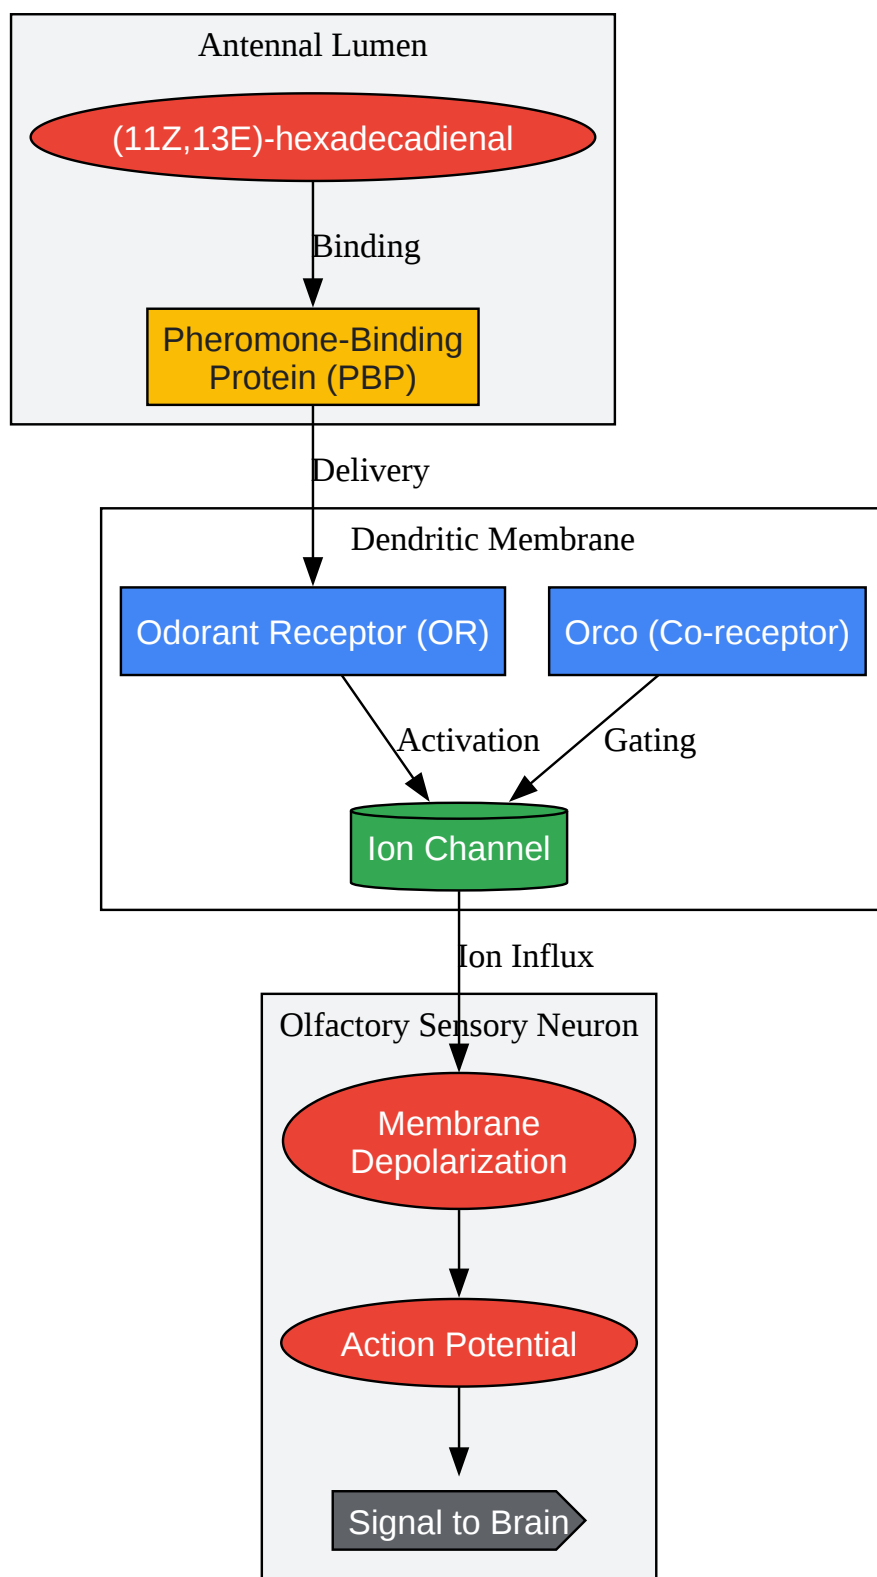 Antennal Lumen
(11Z,13E)-hexadecadienal
Binding
Pheromone-Binding
Protein (PBP)
Delivery
Dendritic Membrane
Odorant Receptor (OR)
Orco (Co-receptor)
Activation
Gating
Ion Channel
Ion Influx
Olfactory Sensory Neuron
Membrane
Depolarization
Action Potential
Signal to Brain